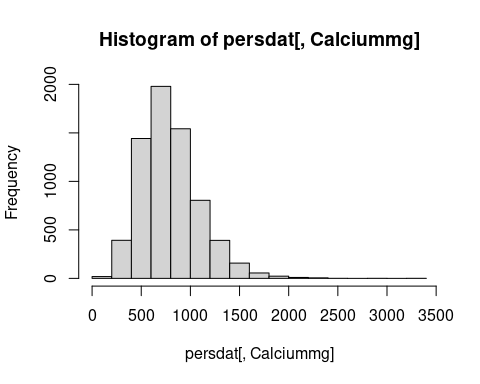 Histogram of persdat[, Calciummg]
Frequency
2000
1000
500
0
0 500 1000 1500 2000 2500 3000 3500
persdat[, Calciummg]